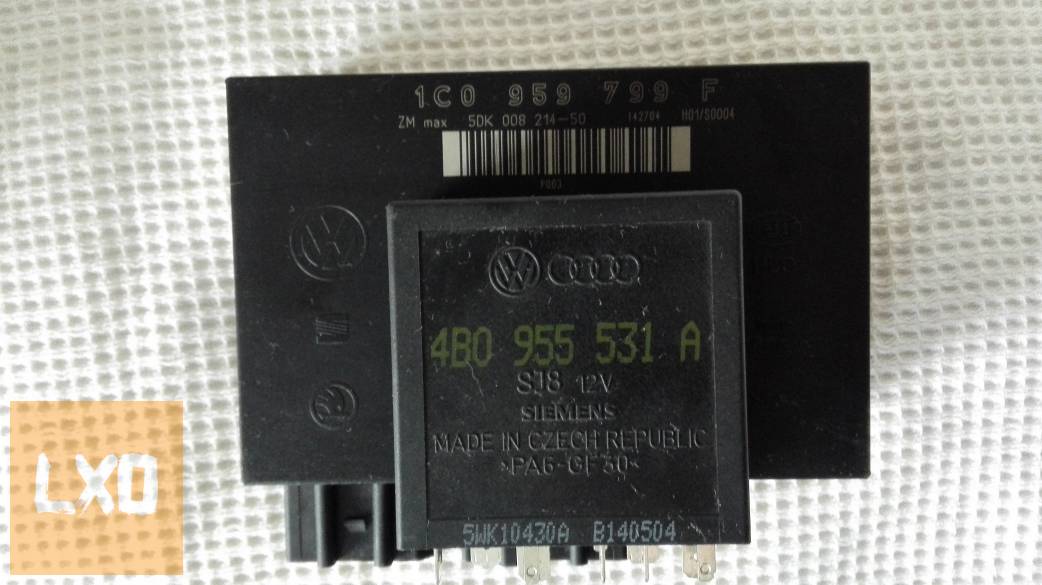 1C0 959 799 F
ZM max 5DK 008 214-50 142704 H01/S0004
4B0 955 531 A
SJ8 12V
SIEMENS
MADE IN CZECH REPUBLIC
>PA6-GF30<
5WK10430A B140504
LXO